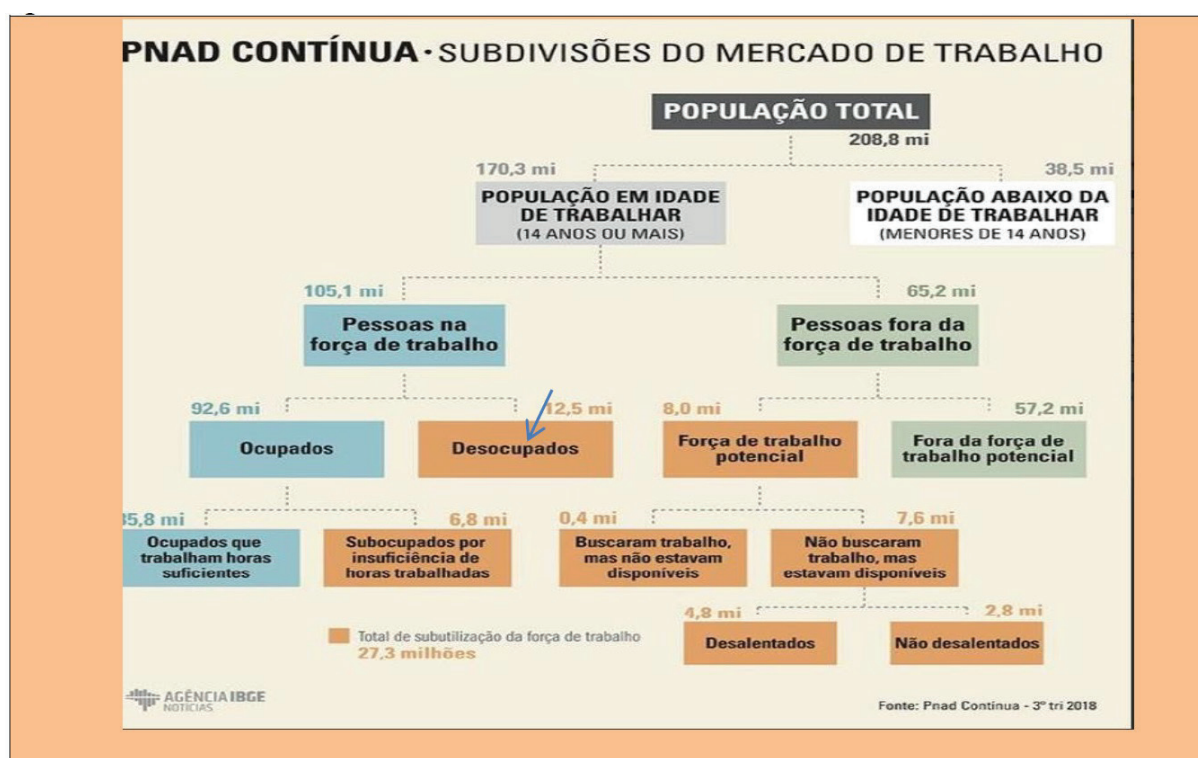 PNAD CONTÍNUA · SUBDIVISÕES DO MERCADO DE TRABALHO
POPULAÇÃO TOTAL
208,8 mi
170,3 mi
POPULAÇÃO EM IDADE
DE TRABALHAR
(14 ANOS OU MAIS)
38,5 mi
POPULAÇÃO ABAIXO DA
IDADE DE TRABALHAR
(MENORES DE 14 ANOS)
105,1 mi
Pessoas na
força de trabalho
65,2 mi
Pessoas fora da
força de trabalho
92,6 mi
Ocupados
12,5 mi
Desocupados
8,0 mi
Força de trabalho
potencial
57,2 mi
Fora da força de
trabalho potencial
35,8 mi
Ocupados que
trabalham horas
suficientes
6,8 mi
Subocupados por
insuficiência de
horas trabalhadas
0,4 mi
Buscaram trabalho,
mas não estavam
disponíveis
7,6 mi
Não buscaram
trabalho, mas
estavam disponíveis
4,8 mi
Desalentados
2,8 mi
Não desalentados
Total de subutilização da força de trabalho
27,3 milhões
AGÊNCIA IBGE
NOTÍCIAS
Fonte: Pnad Contínua - 3º tri 2018